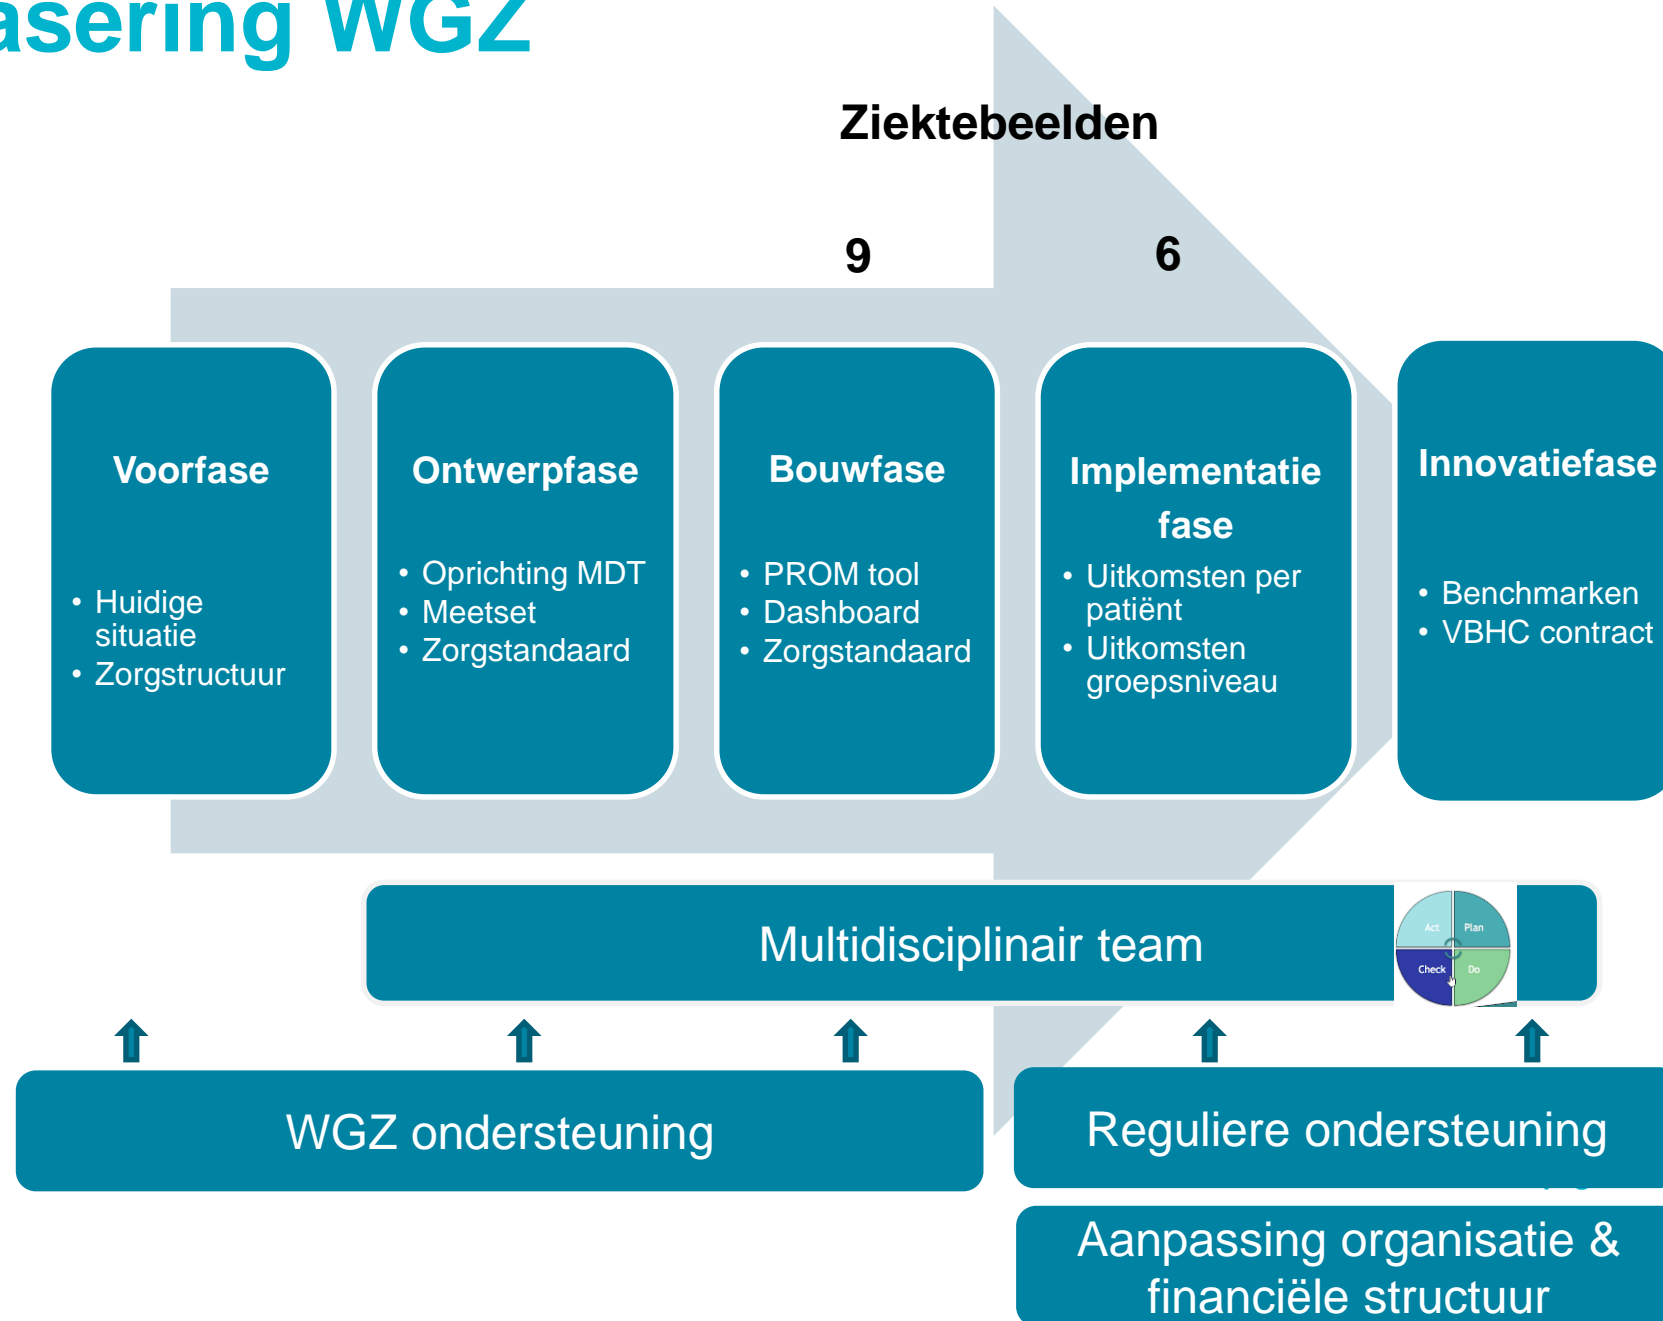 asering WGZ
Ziektebeelden
9
6
Voorfase
• Huidige
situatie
• Zorgstructuur
Ontwerpfase
• Oprichting MDT
• Meetset
• Zorgstandaard
Bouwfase
• PROM tool
• Dashboard
• Zorgstandaard
Implementatie
fase
• Uitkomsten per
patiënt
• Uitkomsten
groepsniveau
Innovatiefase
• Benchmarken
• VBHC contract
Multidisciplinair team
Act
Plan
Check
Do
WGZ ondersteuning
Reguliere ondersteuning
Aanpassing organisatie &
financiële structuur